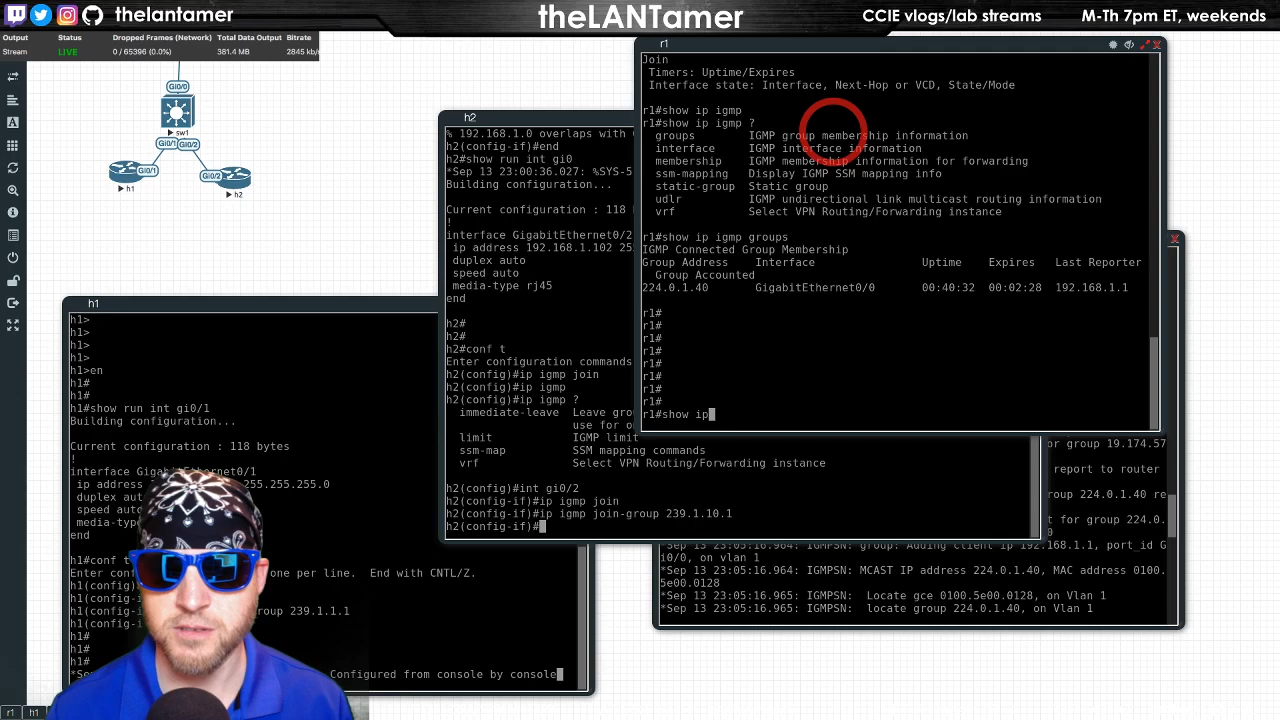 thelantamer
theLANTamer
CCIE vlogs/lab streams
M-Th 7pm ET, weekends
Output Status Dropped Frames (Network) Total Data Output Bitrate
Stream LIVE 0 / 65396 (0.0%) 381.4 MB 2845 kb/s
Gi0/0
sw1
Gi0/1 Gi0/2
Gi0/1
Gi0/2
h1
h2
r1
Join
Timers: Uptime/Expires
Interface state: Interface, Next-Hop or VCD, State/Mode
r1#show ip igmp
r1#show ip igmp ?
groups IGMP group membership information
interface IGMP interface information
membership IGMP membership information for forwarding
ssm-mapping Display IGMP SSM mapping info
static-group Static group
udlr IGMP undirectional link multicast routing information
vrf Select VPN Routing/Forwarding instance
r1#show ip igmp groups
IGMP Connected Group Membership
Group Address Interface Uptime Expires Last Reporter
Group Accounted
224.0.1.40 GigabitEthernet0/0 00:40:32 00:02:28 192.168.1.1
r1#
r1#
r1#
r1#
r1#
r1#
r1#
r1#
r1#show ip
h2
% 192.168.1.0 overlaps with
h2(config-if)#end
h2#show run int gi0
*Sep 13 23:00:36.027: %SYS-5
Building configuration...
Current configuration : 118 b
!
interface GigabitEthernet0/2
ip address 192.168.1.102 25
duplex auto
speed auto
media-type rj45
end
h2#
h2#
h2#conf t
Enter configuration commands
h2(config)#ip igmp join
h2(config)#ip igmp
h2(config)#ip igmp ?
immediate-leave Leave gro
use for o
limit IGMP limit
ssm-map SSM mapping commands
vrf Select VPN Routing/Forwarding instance
h2(config)#int gi0/2
h2(config-if)#ip igmp join
h2(config-if)#ip igmp join-group 239.1.10.1
h2(config-if)#
h1
h1>
h1>
h1>
h1>
h1>en
h1#
h1#
h1#show run int gi0/1
Building configuration...
Current configuration : 118 bytes
!
interface GigabitEthernet0/1
ip address 255.255.255.0
duplex aut
speed auto
media-typ
end
h1#conf t
Enter conf one per line. End with CNTL/Z.
h1(config)
h1(config- roup 239.1.1.1
h1(config-
h1#
h1#
h1#
*Se Configured from console by console
or group 19.174.57
report to router
group 224.0.1.40 re
t for group 224.0.
0
*Sep 13 23:05:16.964: IGMPSN: group: Adding client ip 192.168.1.1, port_id G
i0/0, on vlan 1
*Sep 13 23:05:16.964: IGMPSN: MCAST IP address 224.0.1.40, MAC address 0100.
5e00.0128
*Sep 13 23:05:16.965: IGMPSN: Locate gce 0100.5e00.0128, on Vlan 1
*Sep 13 23:05:16.965: IGMPSN: locate group 224.0.1.40, on Vlan 1
r1 h1